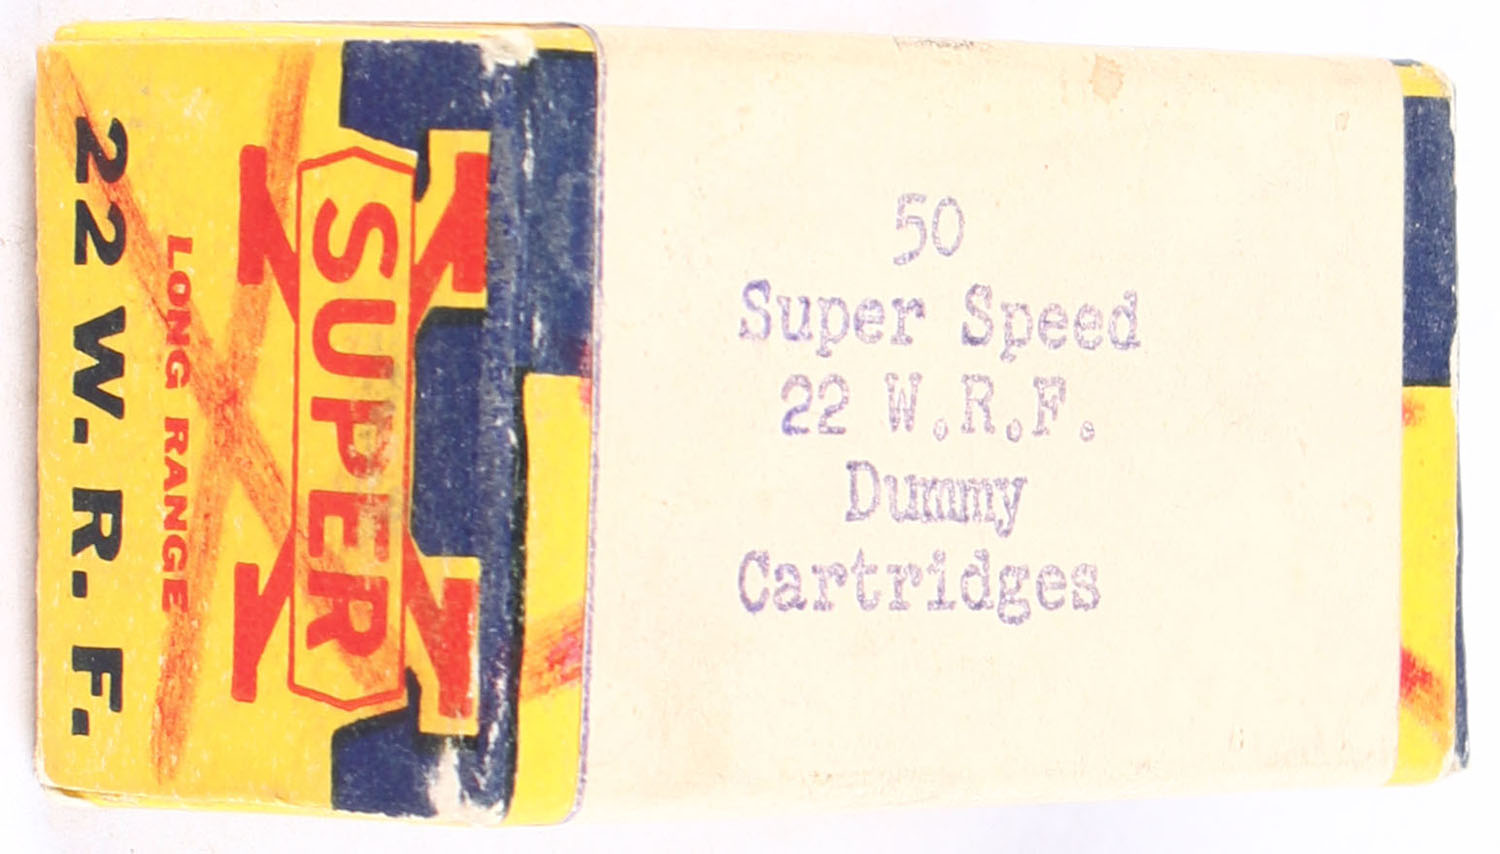 SUPER
X
LONG RANGE
22 W. R. F.
50
Super Speed
22 W.R.F.
Dummy
Cartridges